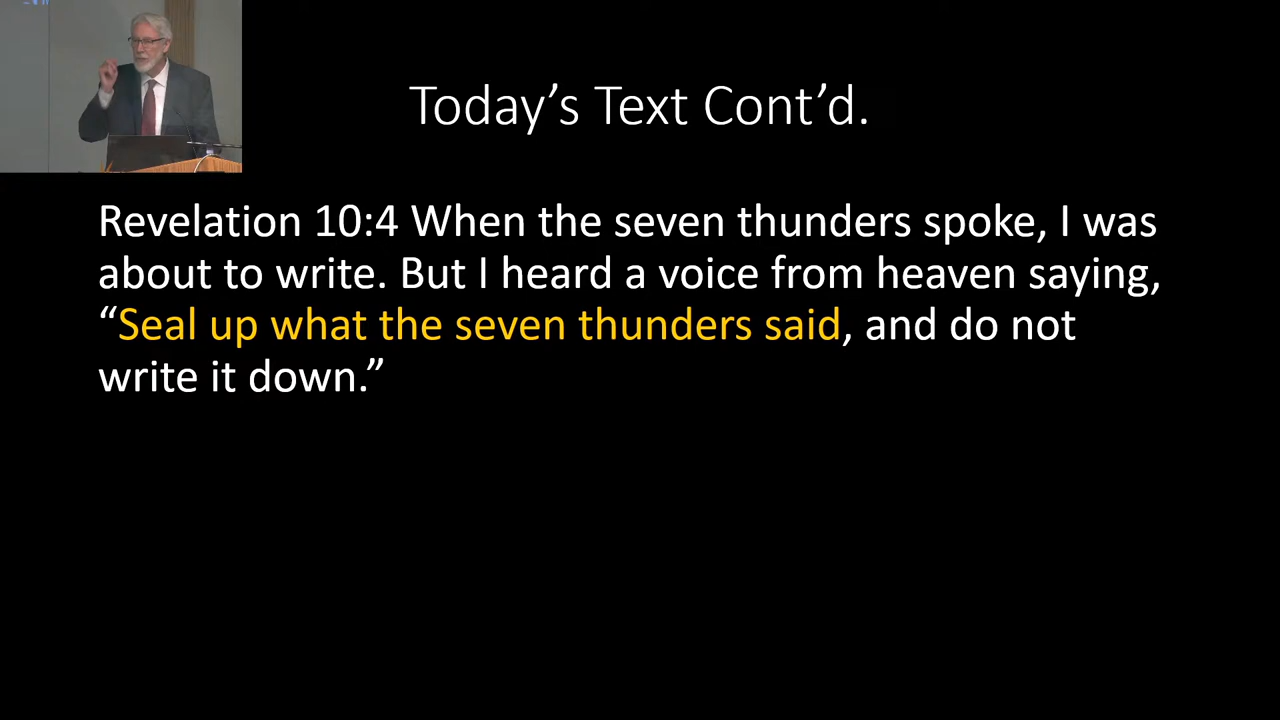 Today’s Text Cont’d.
Revelation 10:4 When the seven thunders spoke, I was
about to write. But I heard a voice from heaven saying,
“Seal up what the seven thunders said, and do not
write it down.”